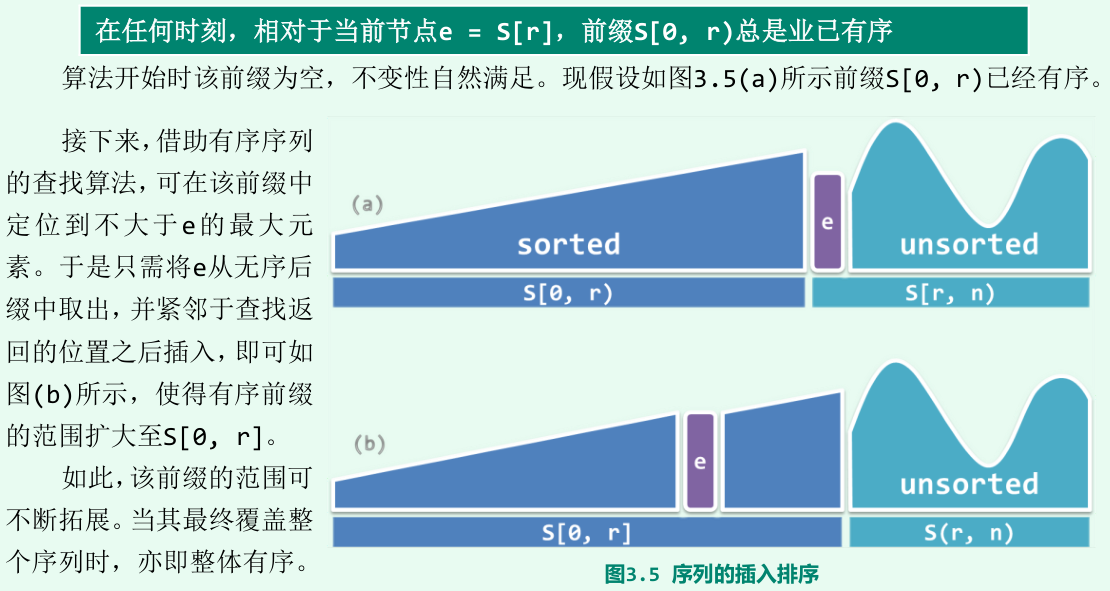 在任何时刻，相对于当前节点e = S[r]，前缀S[0, r)总是业已有序
算法开始时该前缀为空，不变性自然满足。现假设如图3.5(a)所示前缀S[0, r)已经有序。
接下来，借助有序序列
的查找算法，可在该前缀中
定位到不大于e的最大元
素。于是只需将e从无序后
缀中取出，并紧邻于查找返
回的位置之后插入，即可如
图(b)所示，使得有序前缀
的范围扩大至S[0, r]。
如此，该前缀的范围可
不断拓展。当其最终覆盖整
个序列时，亦即整体有序。
(a)
sorted
e
unsorted
S[0, r)
S[r, n)
(b)
e
unsorted
S[0, r]
S(r, n)
图3.5 序列的插入排序